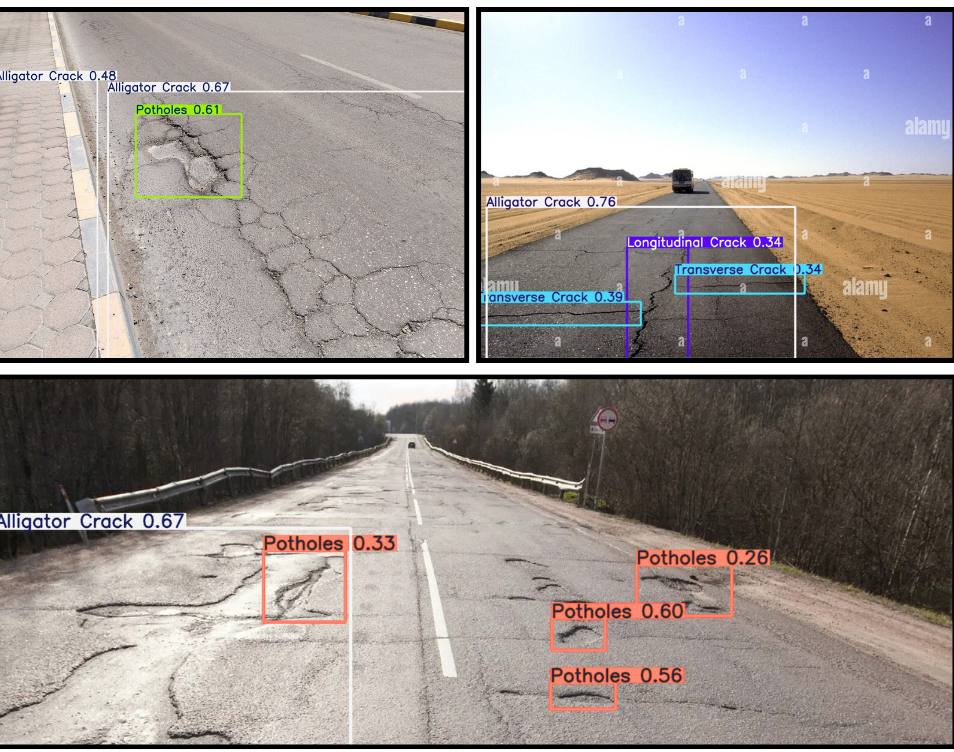 Alligator Crack 0.48
Alligator Crack 0.67
Potholes 0.61
a a a
a a a a
a alamy
a a alamy a
Alligator Crack 0.76
a a a
Longitudinal Crack 0.34
Transverse Crack 0.34
alamy a alamy a
ransverse Crack 0.39
a a a a
Alligator Crack 0.67
Potholes 0.33
Potholes 0.26
Potholes 0.60
Potholes 0.56